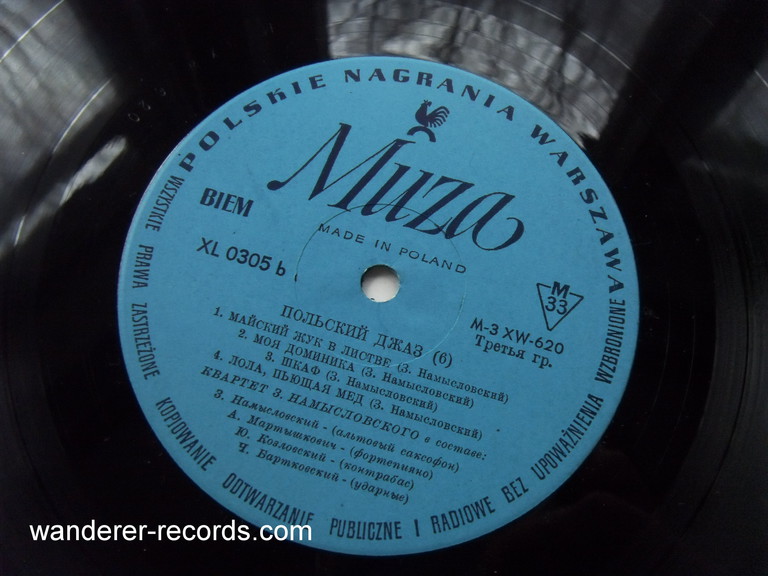 POLSKIE NAGRANIA WARSZAWA
Muza
BIEM
MADE IN POLAND
XL 0305 b
M
33
M-3 XW-620
Третья гр.
ПОЛЬСКИЙ ДЖАЗ (6)
1. МАЙСКИЙ ЖУК В ЛИСТВЕ (З. Намысловский)
2. МОЯ ДОМИНИКА (З. Намысловский)
3. ШКАФ (З. Намысловский)
4. ЛОЛА, ПЬЮЩАЯ МЕД (З. Намысловский)
КВАРТЕТ З. НАМЫСЛОВСКОГО в составе:
З. Намысловский - (альтовый саксофон)
А. Мартышкович - (фортепиано)
Ю. Козловский - (контрабас)
Ч. Бартковский - (ударные)
WSZYSTKIE PRAWA ZASTRZEŻONE KOPIOWANIE ODTWARZANIE PUBLICZNE I RADIOWE BEZ UPOWAŻNIENIA WZBRONIONE
wanderer-records.com